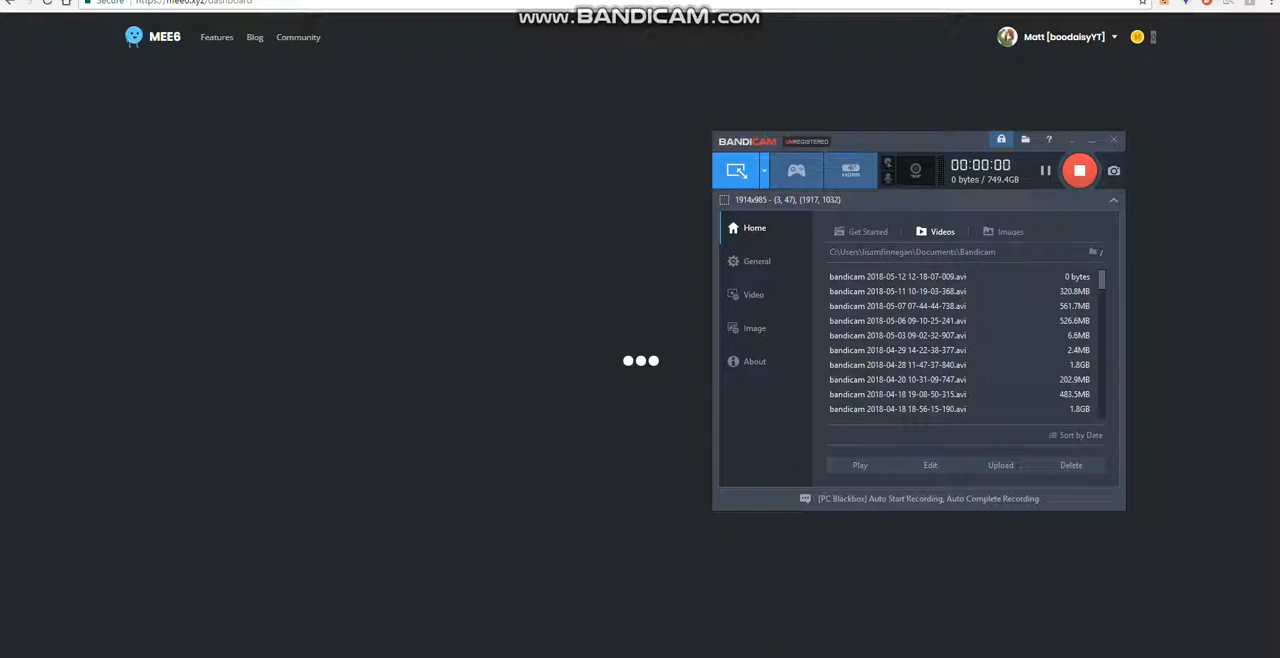 Secure https://mee6.xyz/dashboard
www.BANDICAM.com
MEE6 Features Blog Community Matt [boodaisyYT]
BANDICAM UNREGISTERED ?
HDMI
00:00:00
0 bytes / 749.4GB
1914x985 - (3, 47), (1917, 1032)
Home
General
Video
Image
About
Get Started Videos Images
C:\Users\lisamfinnegan\Documents\Bandicam
bandicam 2018-05-12 12-18-07-009.avi 0 bytes
bandicam 2018-05-11 10-19-03-368.avi 320.8MB
bandicam 2018-05-07 07-44-44-738.avi 561.7MB
bandicam 2018-05-06 09-10-25-241.avi 526.6MB
bandicam 2018-05-03 09-02-32-907.avi 6.6MB
bandicam 2018-04-29 14-22-38-377.avi 2.4MB
bandicam 2018-04-28 11-47-37-840.avi 1.8GB
bandicam 2018-04-20 10-31-09-747.avi 202.9MB
bandicam 2018-04-18 19-08-50-315.avi 483.5MB
bandicam 2018-04-18 18-56-15-190.avi 1.8GB
Sort by Date
Play Edit Upload Delete
[PC Blackbox] Auto Start Recording, Auto Complete Recording